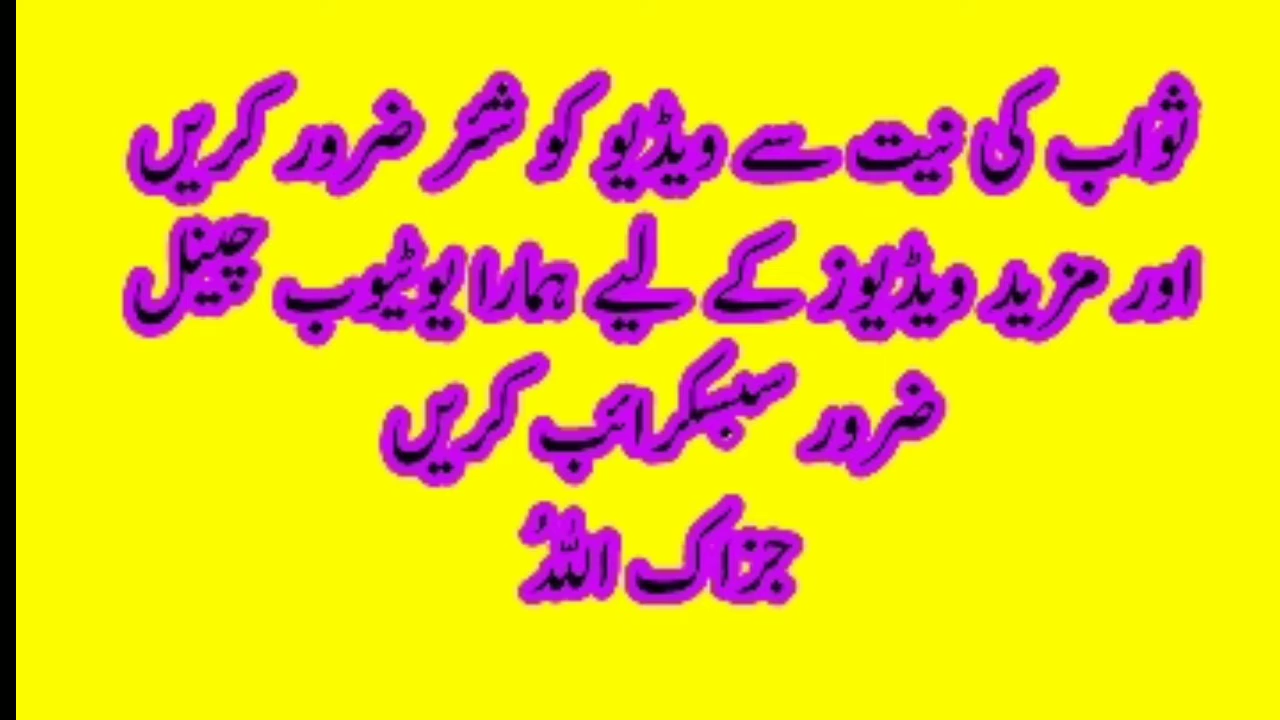 ثواب کی نیت سے ویڈیو کو شئر ضرور کریں
اور مزید ویڈیوز کے لیے ہمارا یوٹیوب چینل
ضرور سبسکرائب کریں
جزاک اللہُ